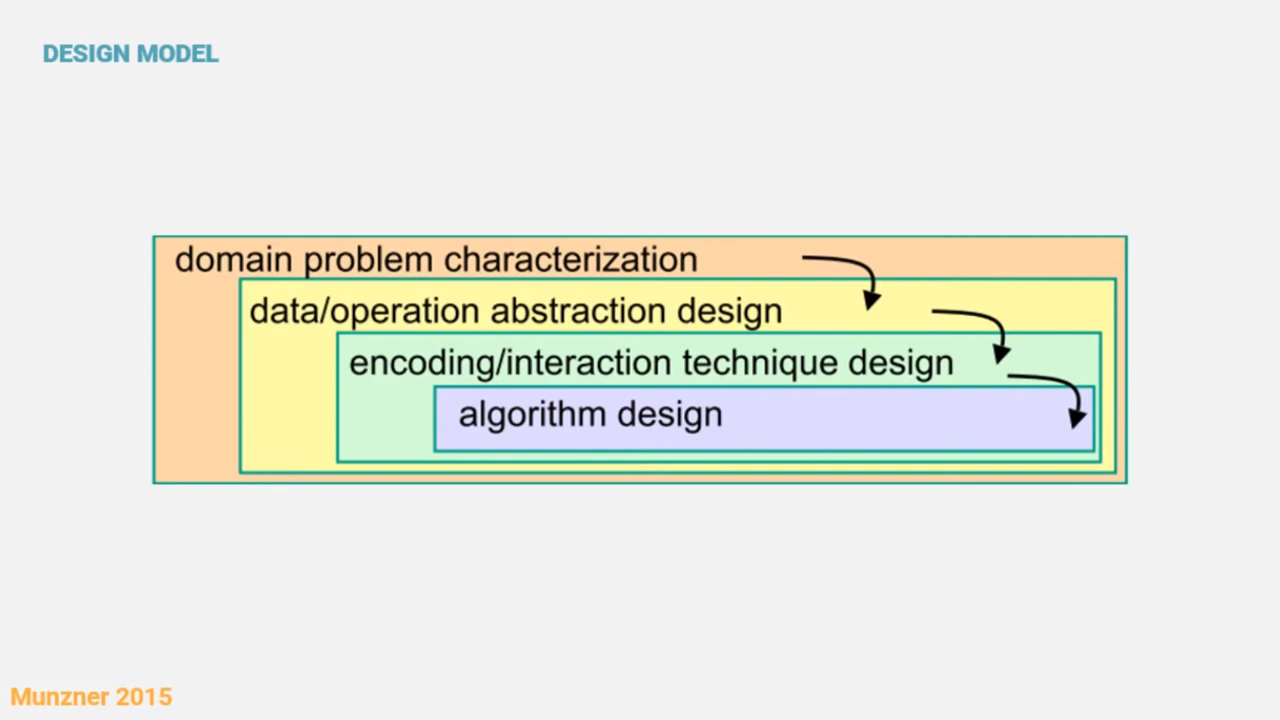 DESIGN MODEL
domain problem characterization
data/operation abstraction design
encoding/interaction technique design
algorithm design
Munzner 2015